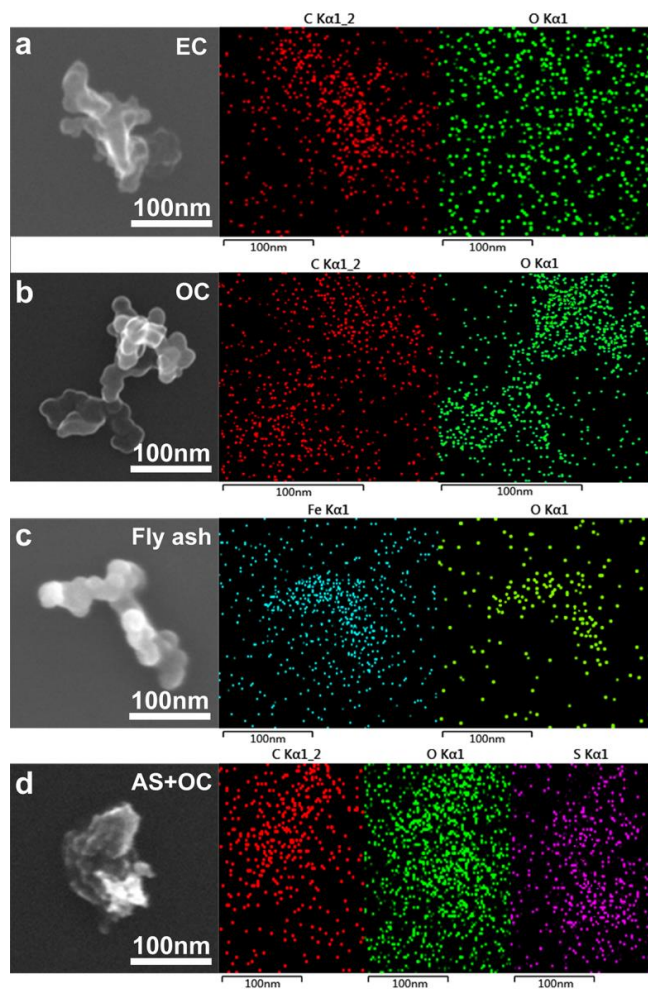 C Kα1_2 O Kα1
a EC
100nm 100nm 100nm
C Kα1_2 O Kα1
b OC
100nm 100nm 100nm
Fe Kα1 O Kα1
c Fly ash
100nm 100nm 100nm
C Kα1_2 O Kα1 S Kα1
d AS+OC
100nm 100nm 100nm 100nm